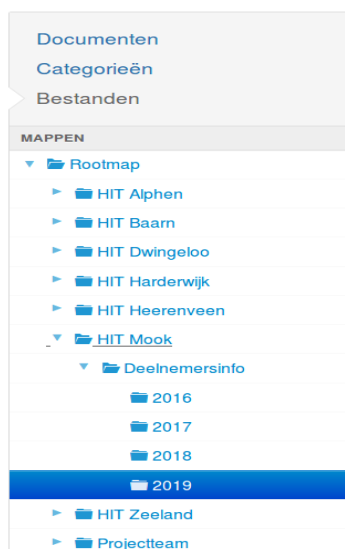 Documenten
Categorieën
Bestanden
MAPPEN
Rootmap
HIT Alphen
HIT Baarn
HIT Dwingeloo
HIT Harderwijk
HIT Heerenveen
HIT Mook
Deelnemersinfo
2016
2017
2018
2019
HIT Zeeland
Projectteam